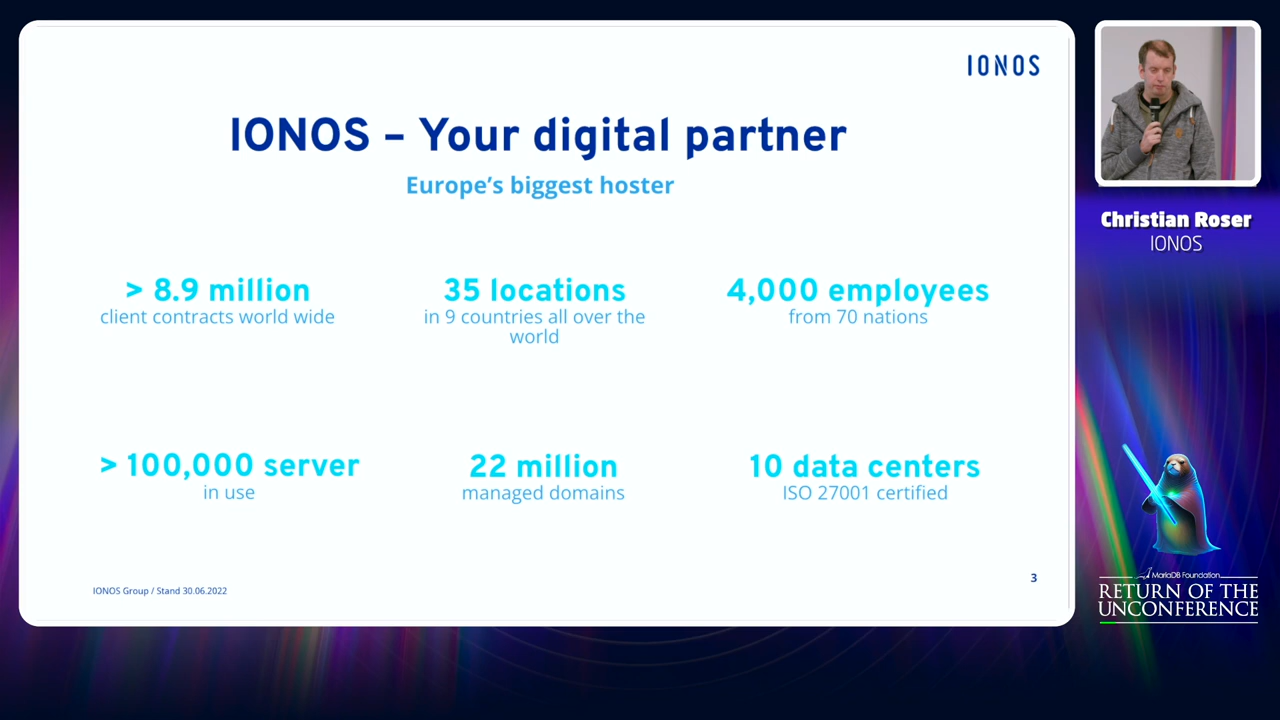 IONOS
IONOS – Your digital partner
Europe's biggest hoster
> 8.9 million
client contracts world wide
35 locations
in 9 countries all over the
world
4,000 employees
from 70 nations
> 100,000 server
in use
22 million
managed domains
10 data centers
ISO 27001 certified
IONOS Group / Stand 30.06.2022
3
Christian Roser
IONOS
MariaDB Foundation
RETURN OF THE
UNCONFERENCE